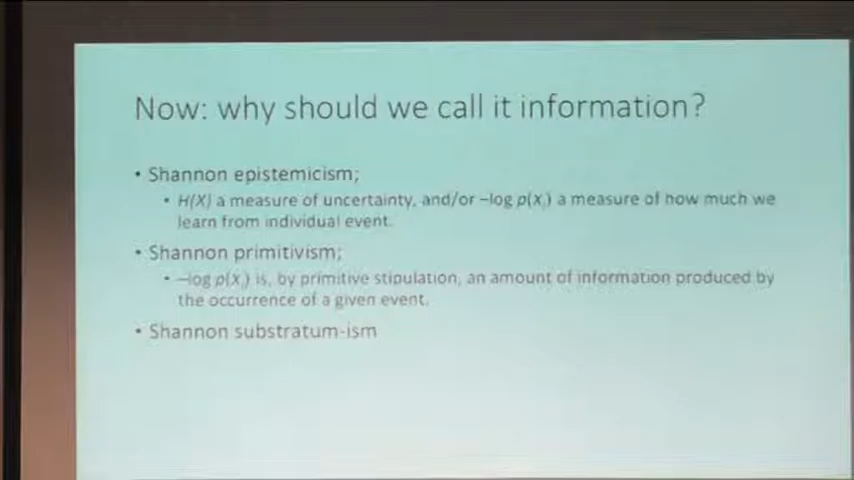 Now: why should we call it information?
• Shannon epistemicism;
• H(X) a measure of uncertainty, and/or –log p(xᵢ) a measure of how much we
learn from individual event.
• Shannon primitivism;
• –log p(xᵢ) is, by primitive stipulation, an amount of information produced by
the occurrence of a given event.
• Shannon substratum-ism